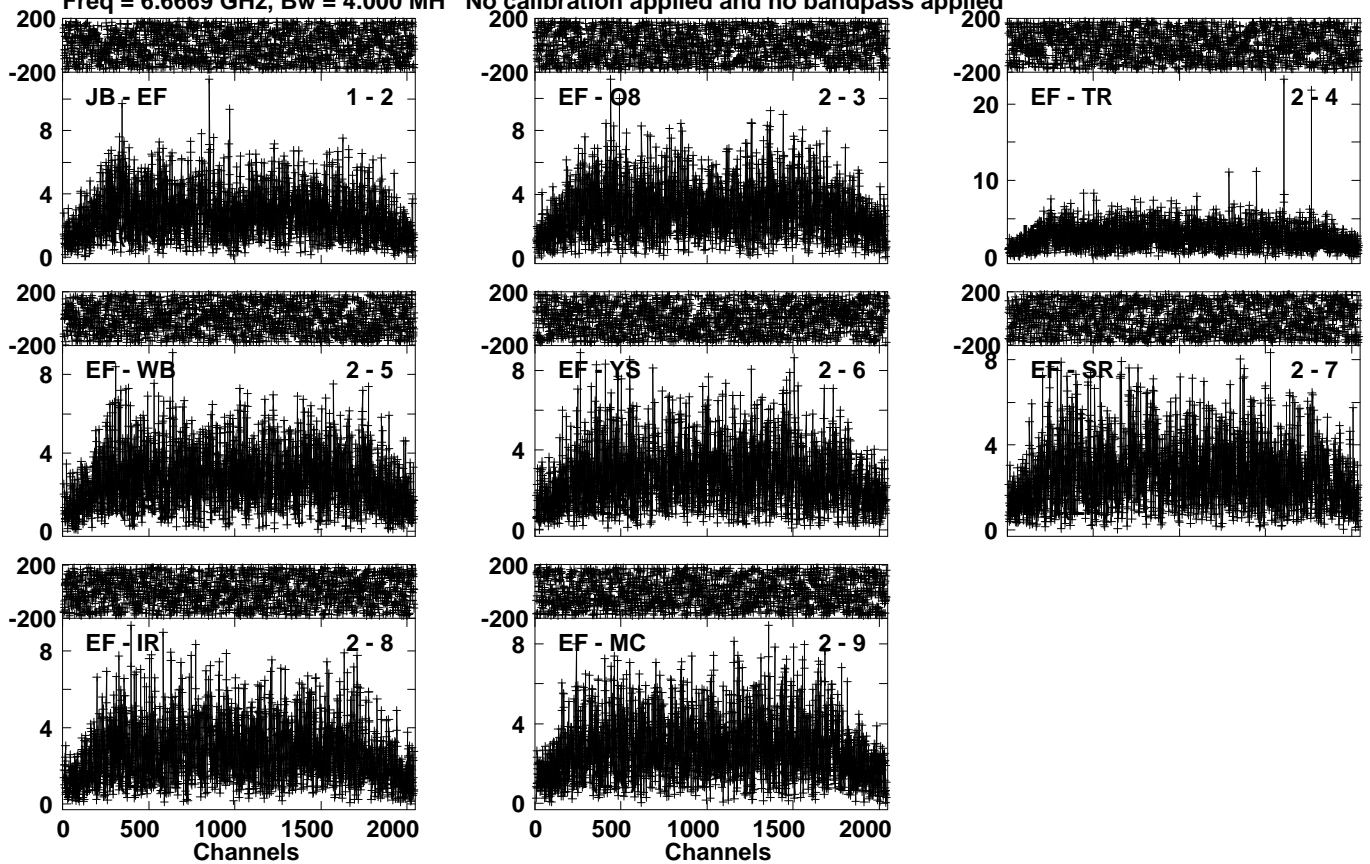 Freq = 6.6669 GHz, Bw = 4.000 MH No calibration applied and no bandpass applied
200 200 200
-200 -200 -200
JB - EF 1 - 2 EF - O8 2 - 3 EF - TR 2 - 4
8 8 20
4 4 10
0 0 0
200 200 200
-200 -200 -200
EF - WB 2 - 5 EF - YS 2 - 6 EF - SR 2 - 7
8 8 8
4 4 4
0 0 0
200 200
-200 -200
EF - IR 2 - 8 EF - MC 2 - 9
8 8
4 4
0 0
0 500 1000 1500 2000 0 500 1000 1500 2000
Channels Channels